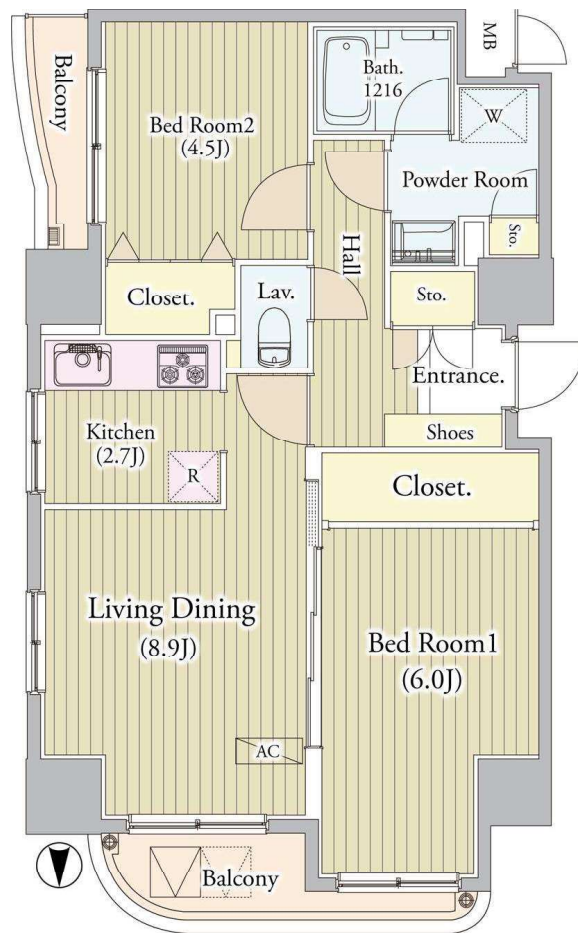 MB
Balcony
Bath.
1216
Bed Room2
(4.5J)
W
Powder Room
Hall
Sto.
Lav.
Closet.
Sto.
Entrance.
Kitchen
(2.7J)
Shoes
R
Closet.
Living Dining
(8.9J)
Bed Room1
(6.0J)
AC
Balcony